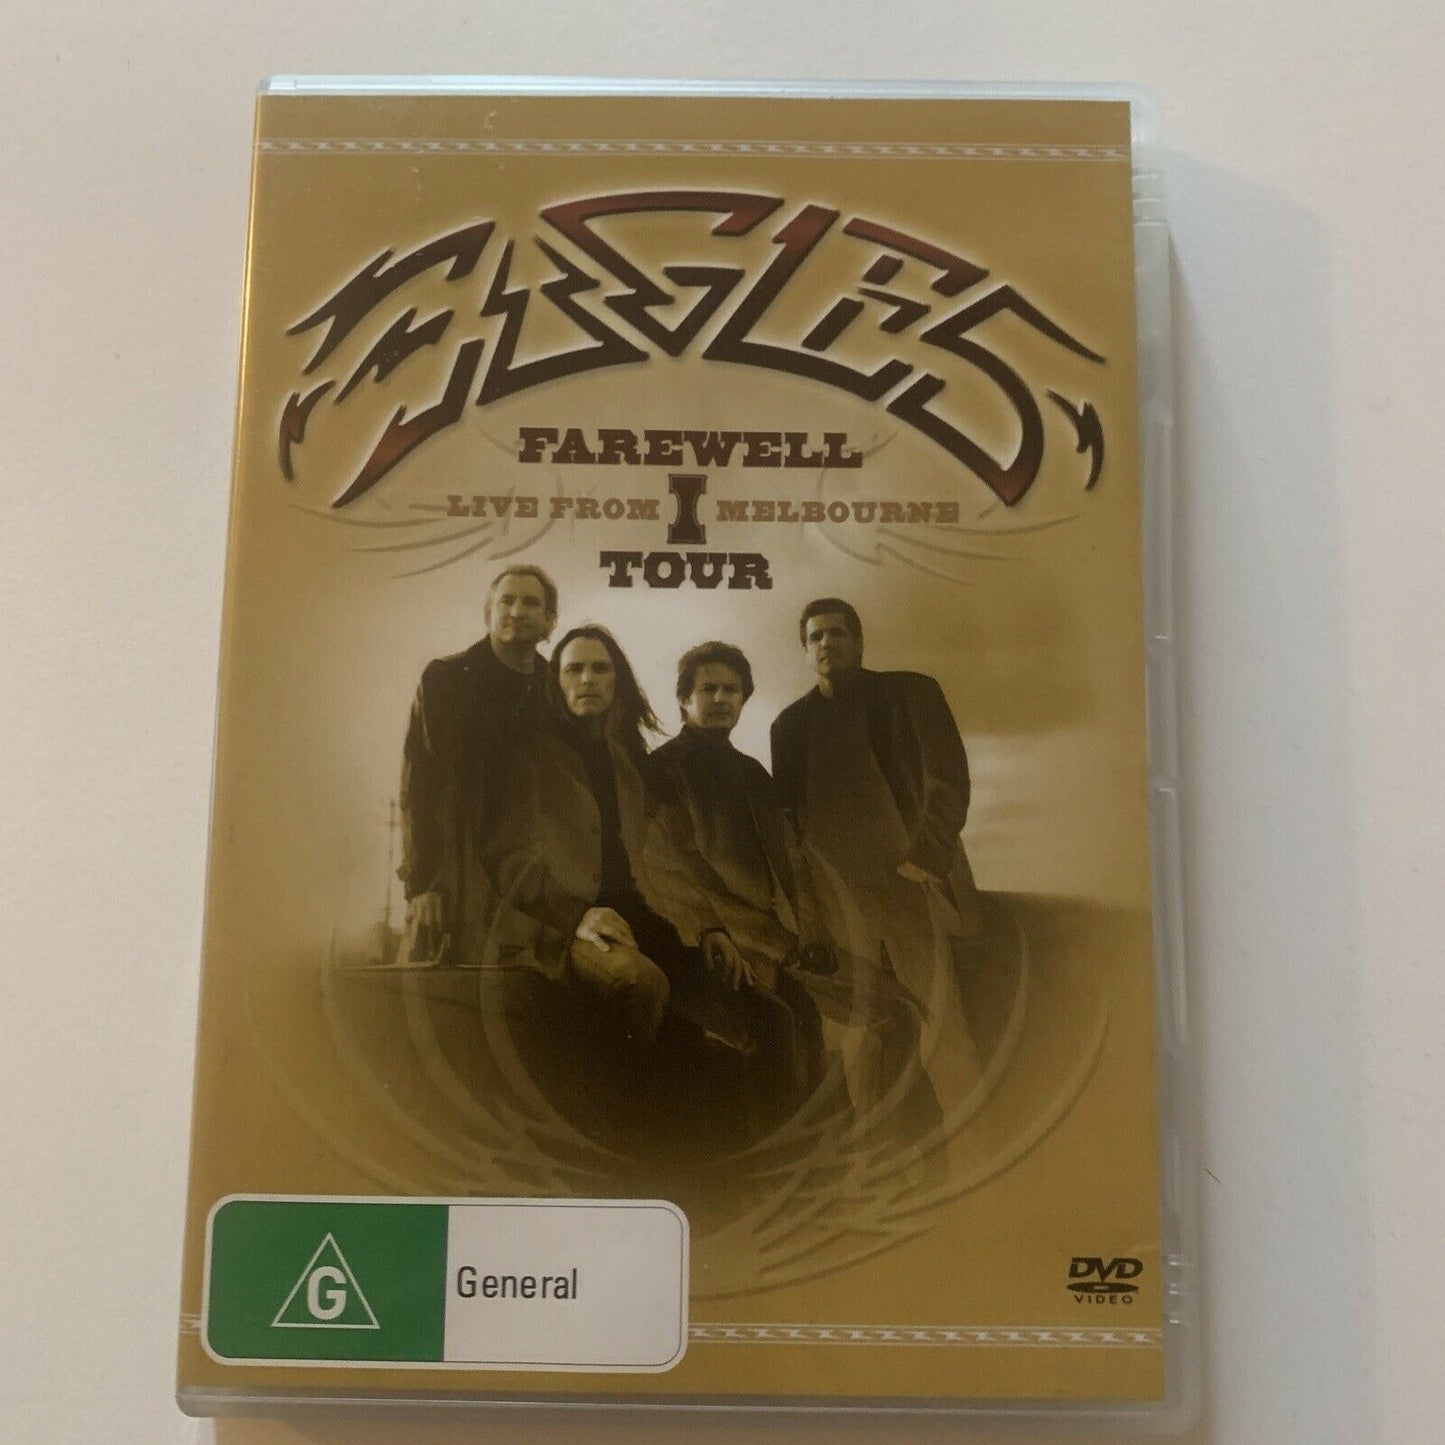 EAGLES
FAREWELL
LIVE FROM I MELBOURNE
TOUR
G General
DVD
VIDEO